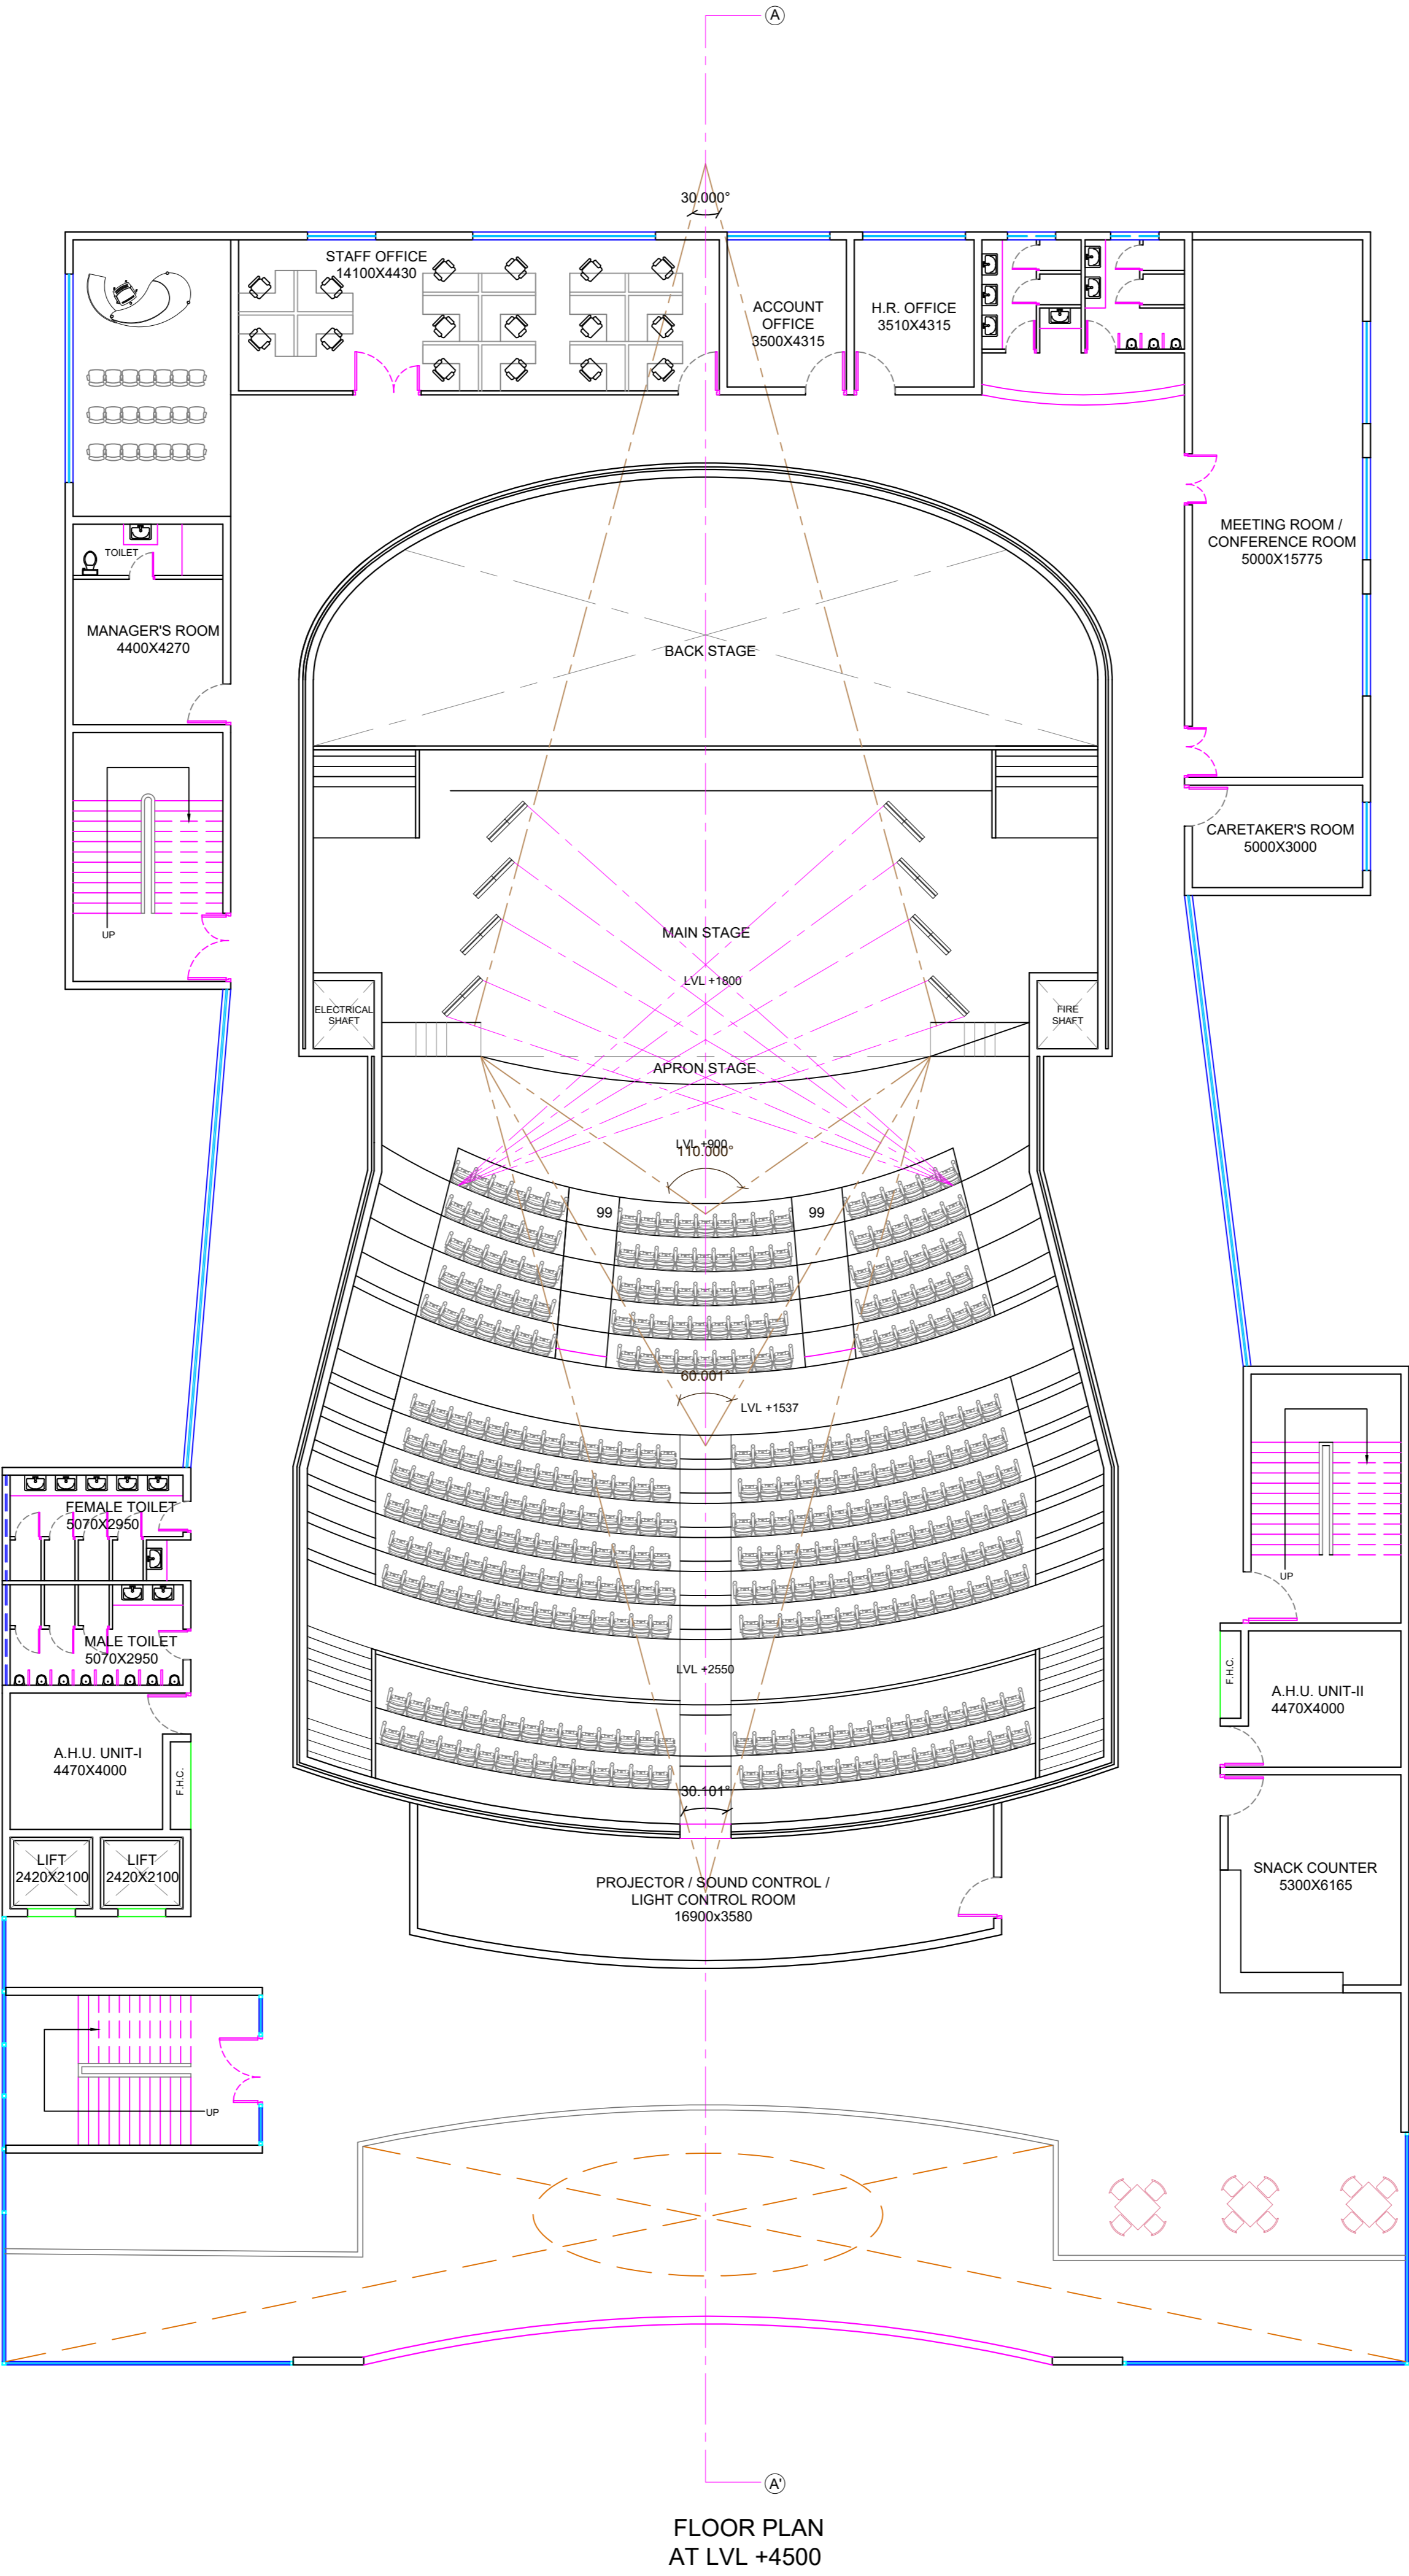 A
30.000°
STAFF OFFICE
14100X4430
ACCOUNT
OFFICE
3500X4315
H.R. OFFICE
3510X4315
MEETING ROOM /
CONFERENCE ROOM
5000X15775
TOILET
MANAGER'S ROOM
4400X4270
BACK STAGE
CARETAKER'S ROOM
5000X3000
UP
MAIN STAGE
LVL +1800
ELECTRICAL
SHAFT
FIRE
SHAFT
APRON STAGE
LVL +900
110.000°
99
99
60.001°
LVL +1537
FEMALE TOILET
5070X2950
UP
MALE TOILET
5070X2950
LVL +2550
F.H.C.
A.H.U. UNIT-II
4470X4000
A.H.U. UNIT-I
4470X4000
F.H.C.
30.101°
LIFT
2420X2100
LIFT
2420X2100
PROJECTOR / SOUND CONTROL /
LIGHT CONTROL ROOM
16900x3580
SNACK COUNTER
5300X6165
UP
A'
FLOOR PLAN
AT LVL +4500